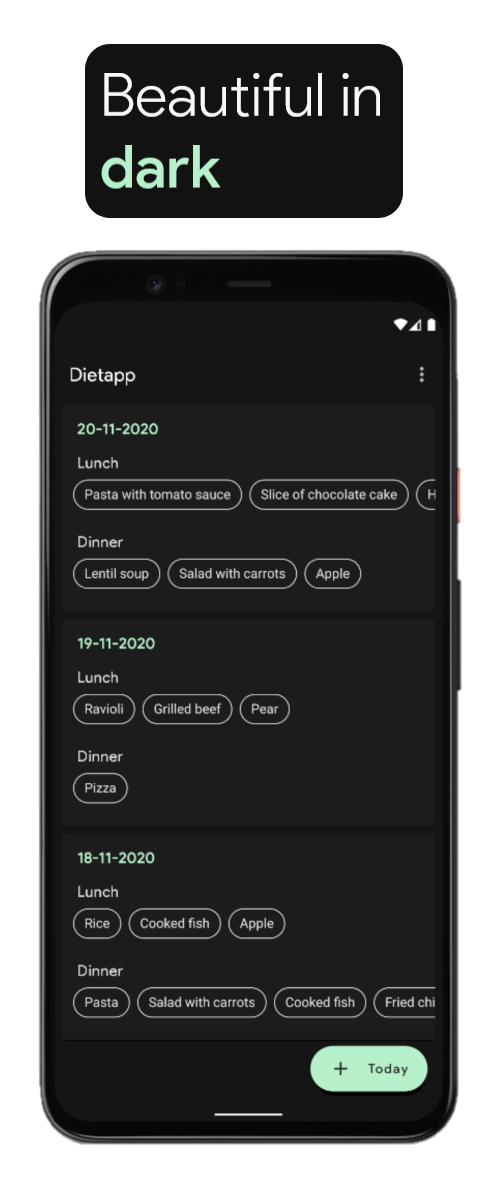 Beautiful in
dark
Dietapp
20-11-2020
Lunch
Pasta with tomato sauce Slice of chocolate cake H
Dinner
Lentil soup Salad with carrots Apple
19-11-2020
Lunch
Ravioli Grilled beef Pear
Dinner
Pizza
18-11-2020
Lunch
Rice Cooked fish Apple
Dinner
Pasta Salad with carrots Cooked fish Fried chi
+ Today